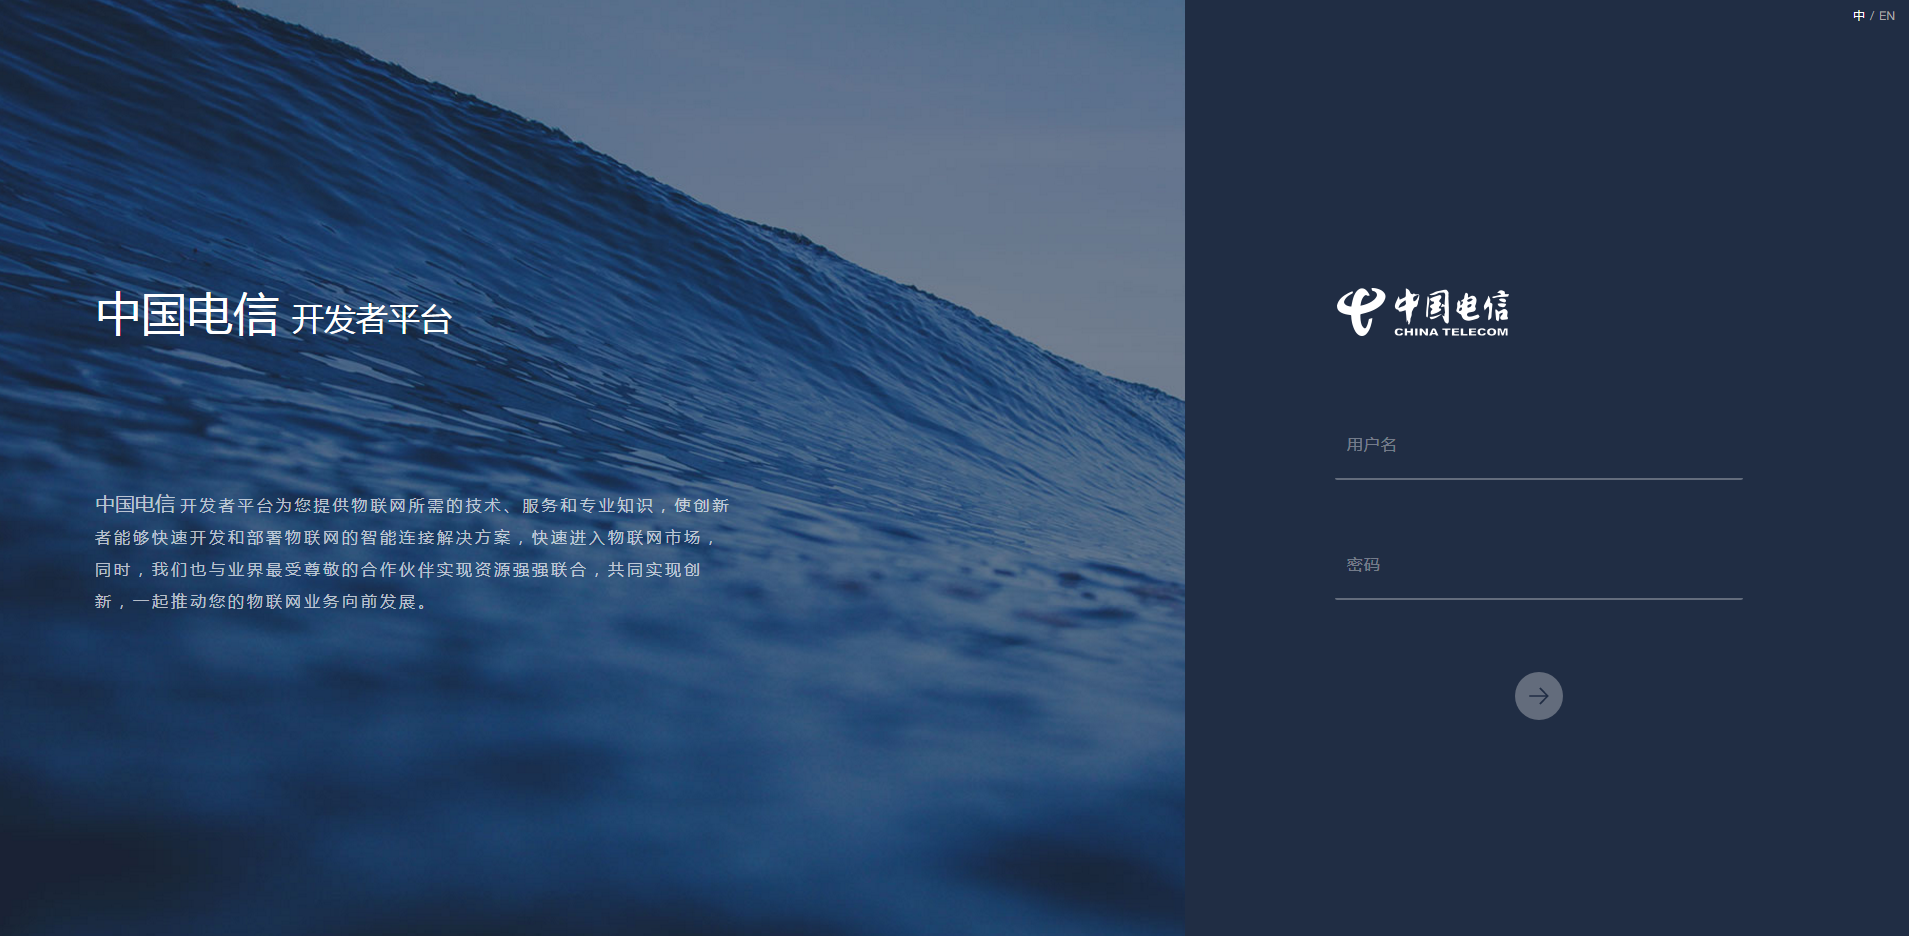 中 / EN
中国电信 开发者平台
中国电信 开发者平台为您提供物联网所需的技术、服务和专业知识，使创新
者能够快速开发和部署物联网的智能连接解决方案，快速进入物联网市场，
同时，我们也与业界最受尊敬的合作伙伴实现资源强强联合，共同实现创
新，一起推动您的物联网业务向前发展。
中国电信
CHINA TELECOM
用户名
密码